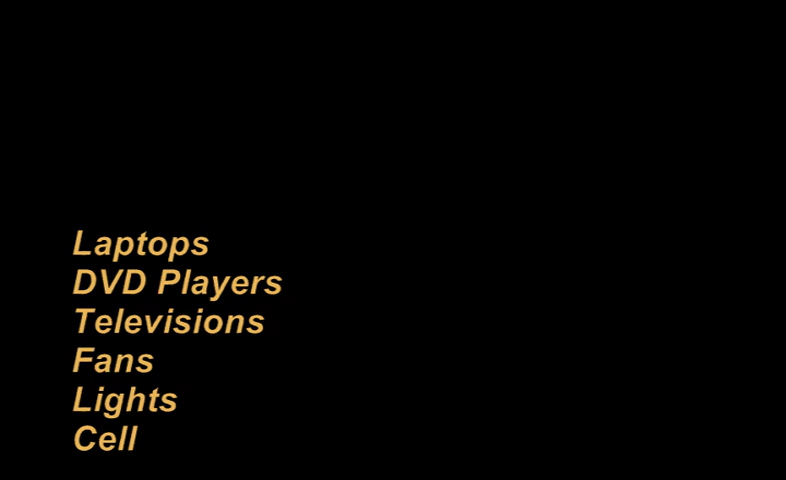 Laptops
DVD Players
Televisions
Fans
Lights
Cell